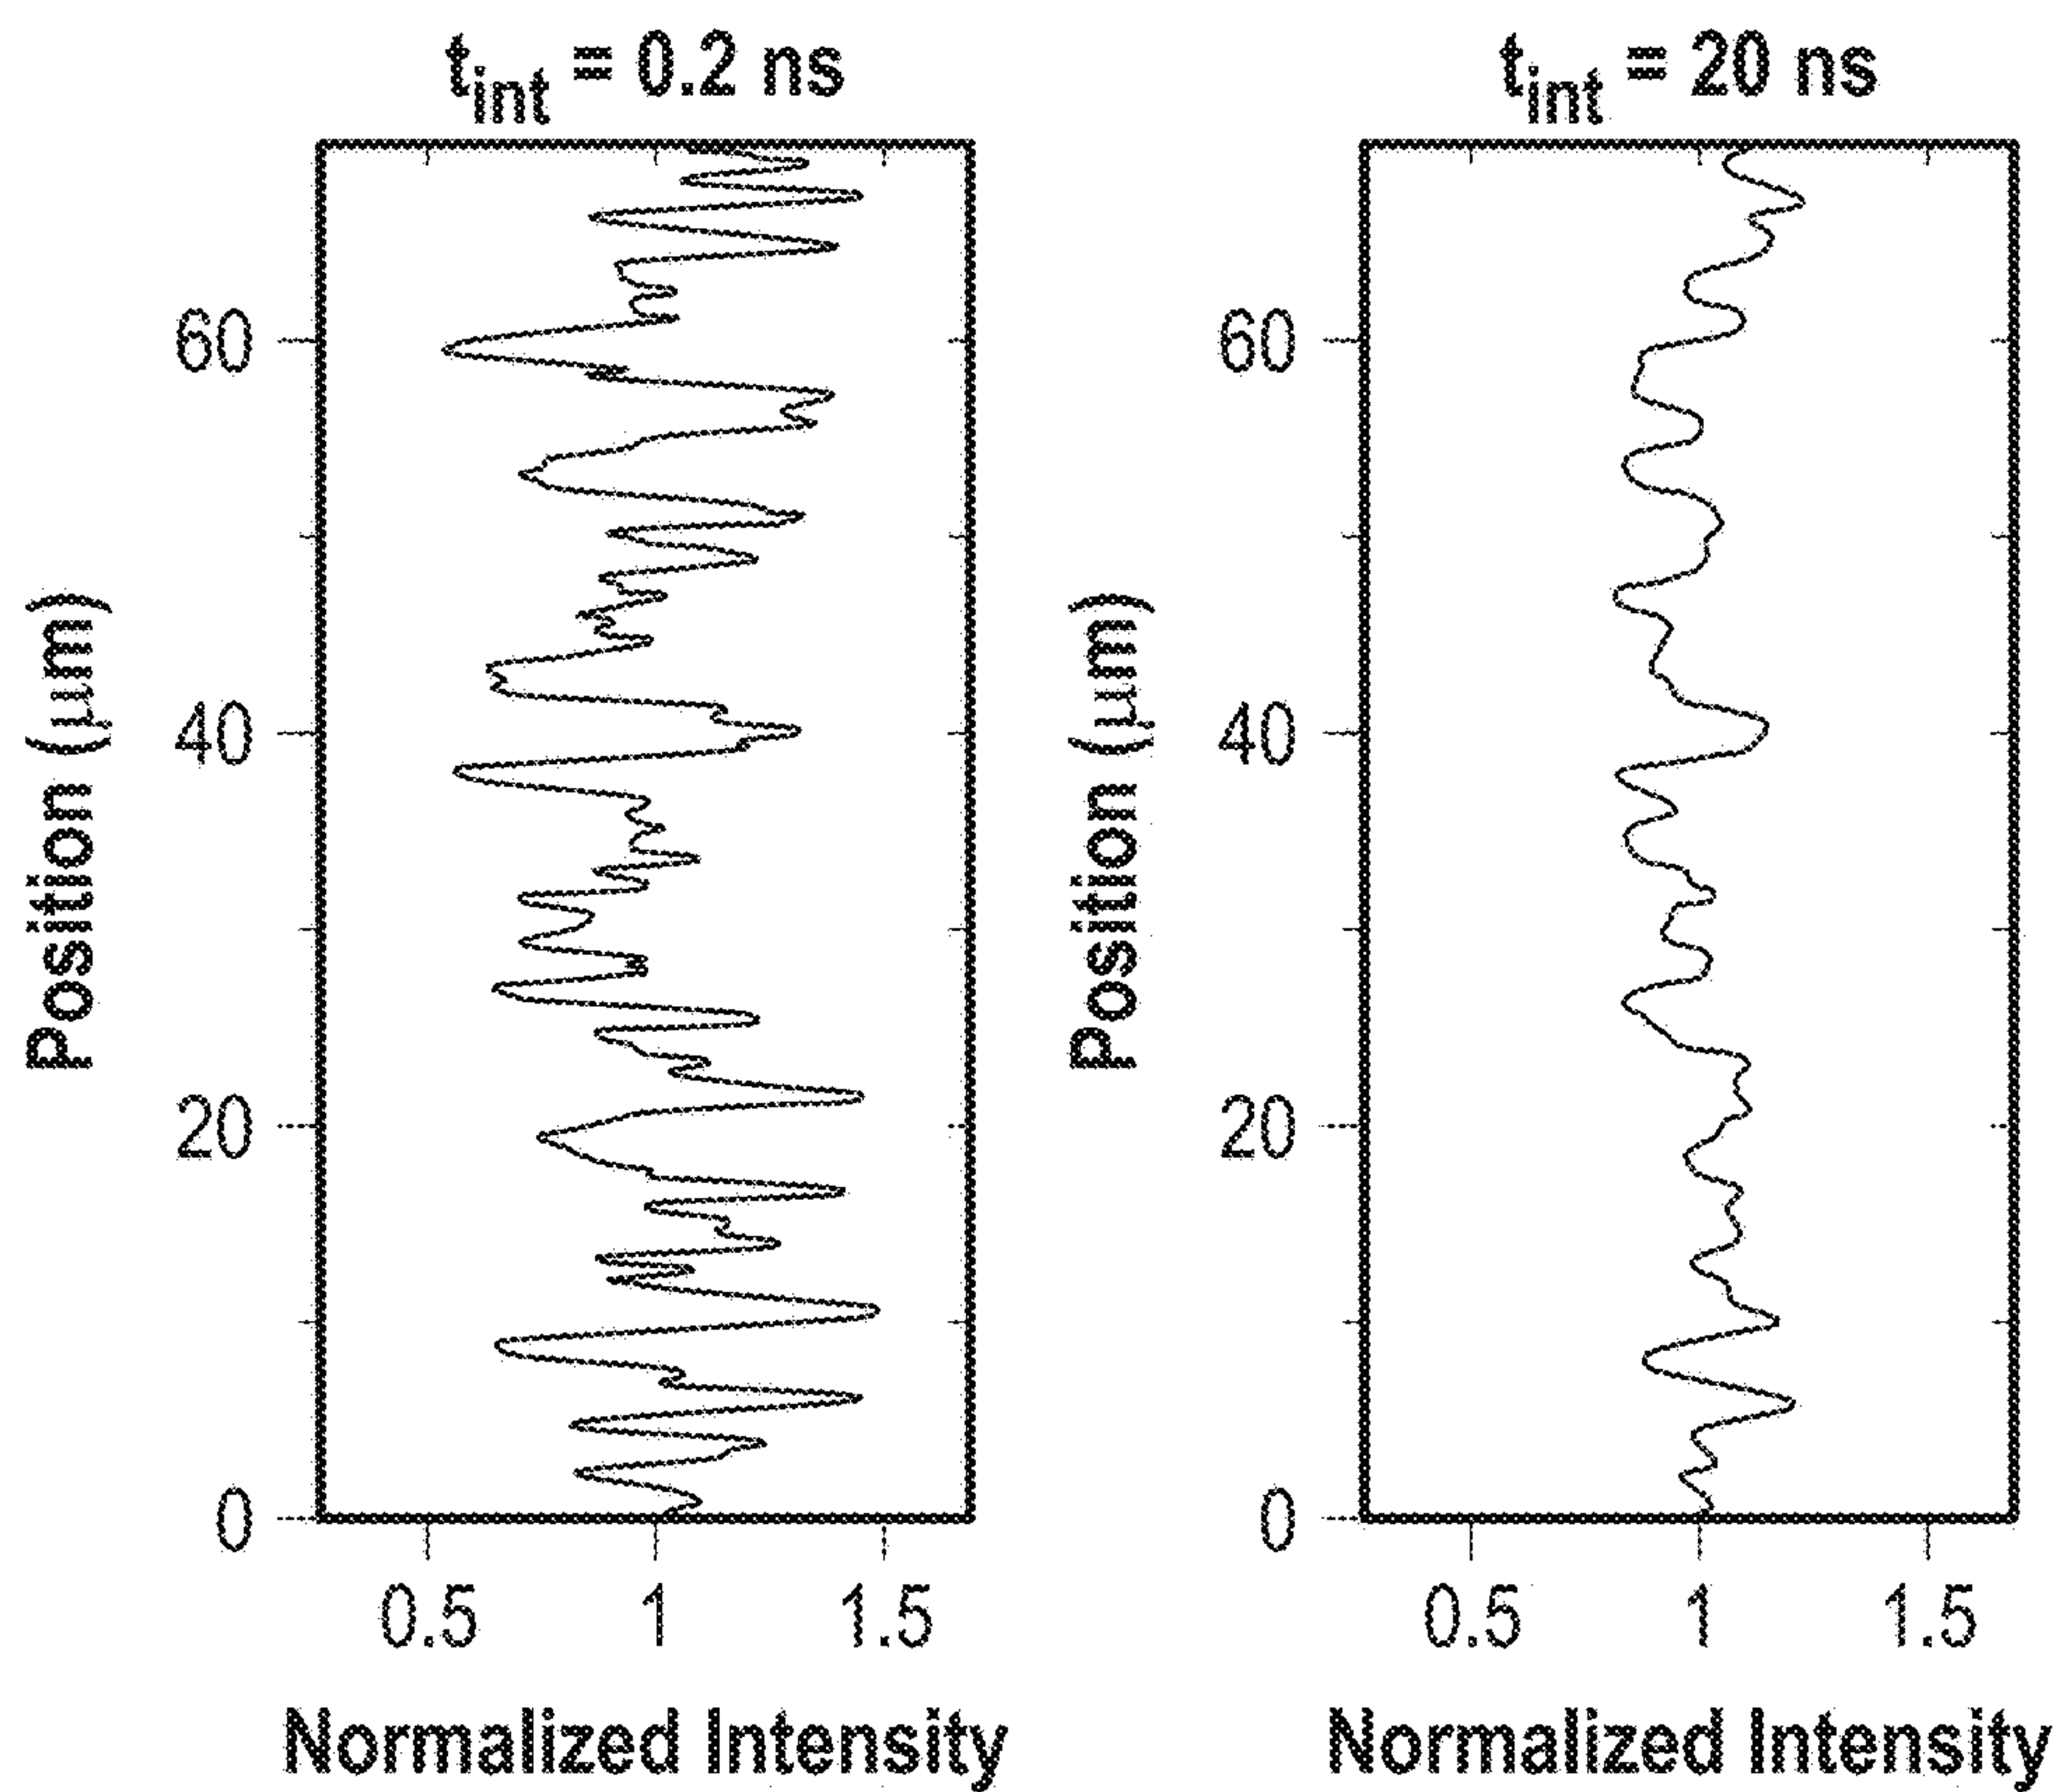 t_int = 0.2 ns
Position (μm)
60
40
20
0
0.5 1 1.5
Normalized Intensity
t_int = 20 ns
Position (μm)
60
40
20
0
0.5 1 1.5
Normalized Intensity